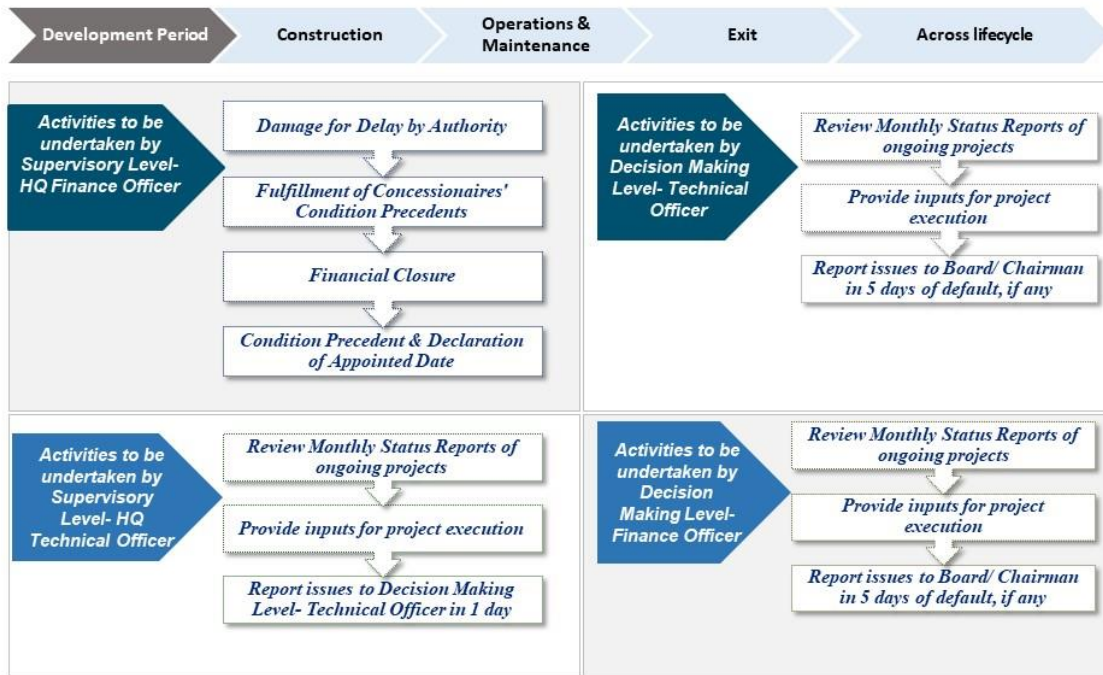 Development Period
Construction
Operations &
Maintenance
Exit
Across lifecycle
Activities to be
undertaken by
Supervisory Level-
HQ Finance Officer
Damage for Delay by Authority
Fulfillment of Concessionaires'
Condition Precedents
Financial Closure
Condition Precedent & Declaration
of Appointed Date
Activities to be
undertaken by
Decision Making
Level- Technical
Officer
Review Monthly Status Reports of
ongoing projects
Provide inputs for project
execution
Report issues to Board/ Chairman
in 5 days of default, if any
Activities to be
undertaken by
Supervisory
Level- HQ
Technical Officer
Review Monthly Status Reports of
ongoing projects
Provide inputs for project execution
Report issues to Decision Making
Level- Technical Officer in 1 day
Activities to be
undertaken by
Decision
Making Level-
Finance Officer
Review Monthly Status Reports of
ongoing projects
Provide inputs for project
execution
Report issues to Board/ Chairman
in 5 days of default, if any